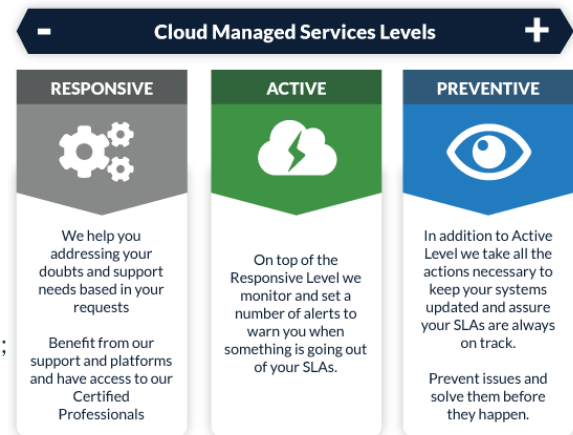 - Cloud Managed Services Levels +
RESPONSIVE
We help you
addressing your
doubts and support
needs based in your
requests
Benefit from our
support and platforms
and have access to our
Certified
Professionals
ACTIVE
On top of the
Responsive Level we
monitor and set a
number of alerts to
warn you when
something is going out
of your SLAs.
PREVENTIVE
In addition to Active
Level we take all the
actions necessary to
keep your systems
updated and assure
your SLAs are always
on track.
Prevent issues and
solve them before
they happen.
;